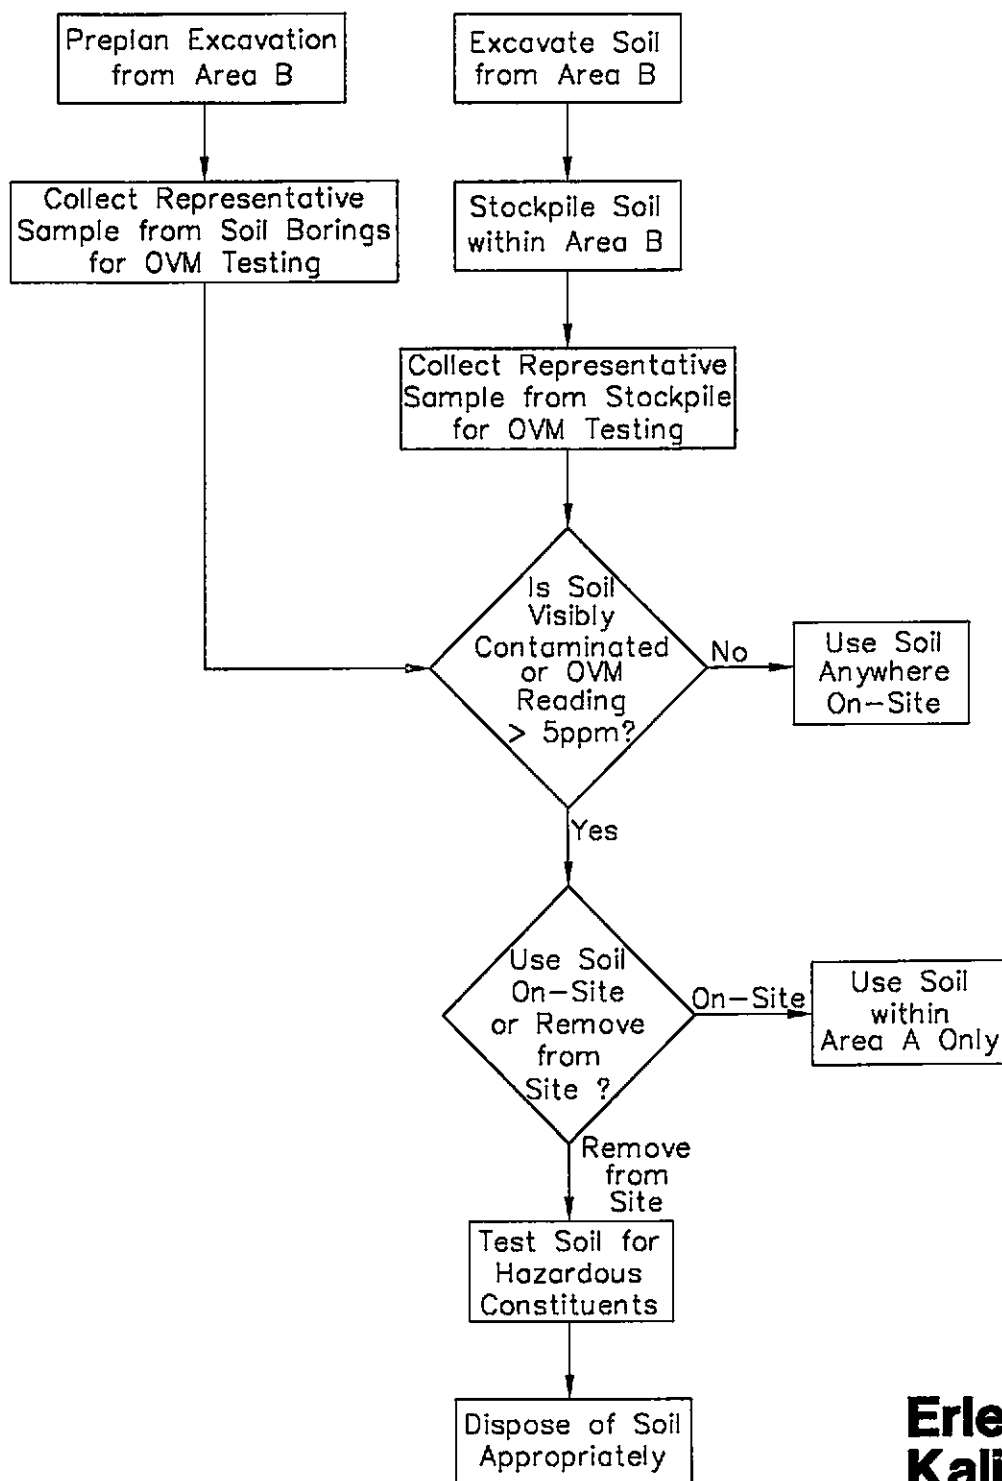 Preplan Excavation
from Area B
Excavate Soil
from Area B
Collect Representative
Sample from Soil Borings
for OVM Testing
Stockpile Soil
within Area B
Collect Representative
Sample from Stockpile
for OVM Testing
Is Soil
Visibly
Contaminated
or OVM
Reading
> 5ppm?
No
Use Soil
Anywhere
On-Site
Yes
Use Soil
On-Site
or Remove
from
Site ?
On-Site
Use Soil
within
Area A Only
Remove
from
Site
Test Soil for
Hazardous
Constituents
Dispose of Soil
Appropriately
Erle
Kali